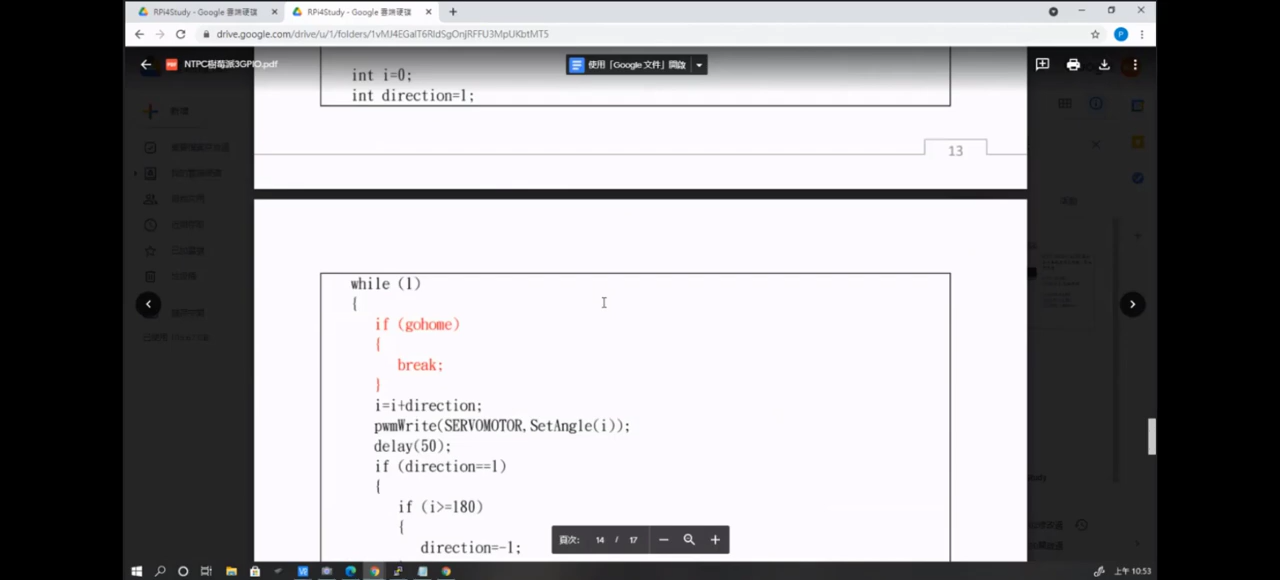 RPi4Study - Google 雲端硬碟
RPi4Study - Google 雲端硬碟
drive.google.com/drive/u/1/folders/1vMJ4EGalT6RldSgOnjRFFU3MpUKbtMT5
NTPC樹莓派3GPIO.pdf
使用「Google 文件」開啟
int i=0;
int direction=1;
13
while (1)
{
if (gohome)
{
break;
}
i=i+direction;
pwmWrite(SERVOMOTOR,SetAngle(i));
delay(50);
if (direction==1)
{
if (i>=180)
{
direction=-1;
頁次: 14 / 17
上午 10:53